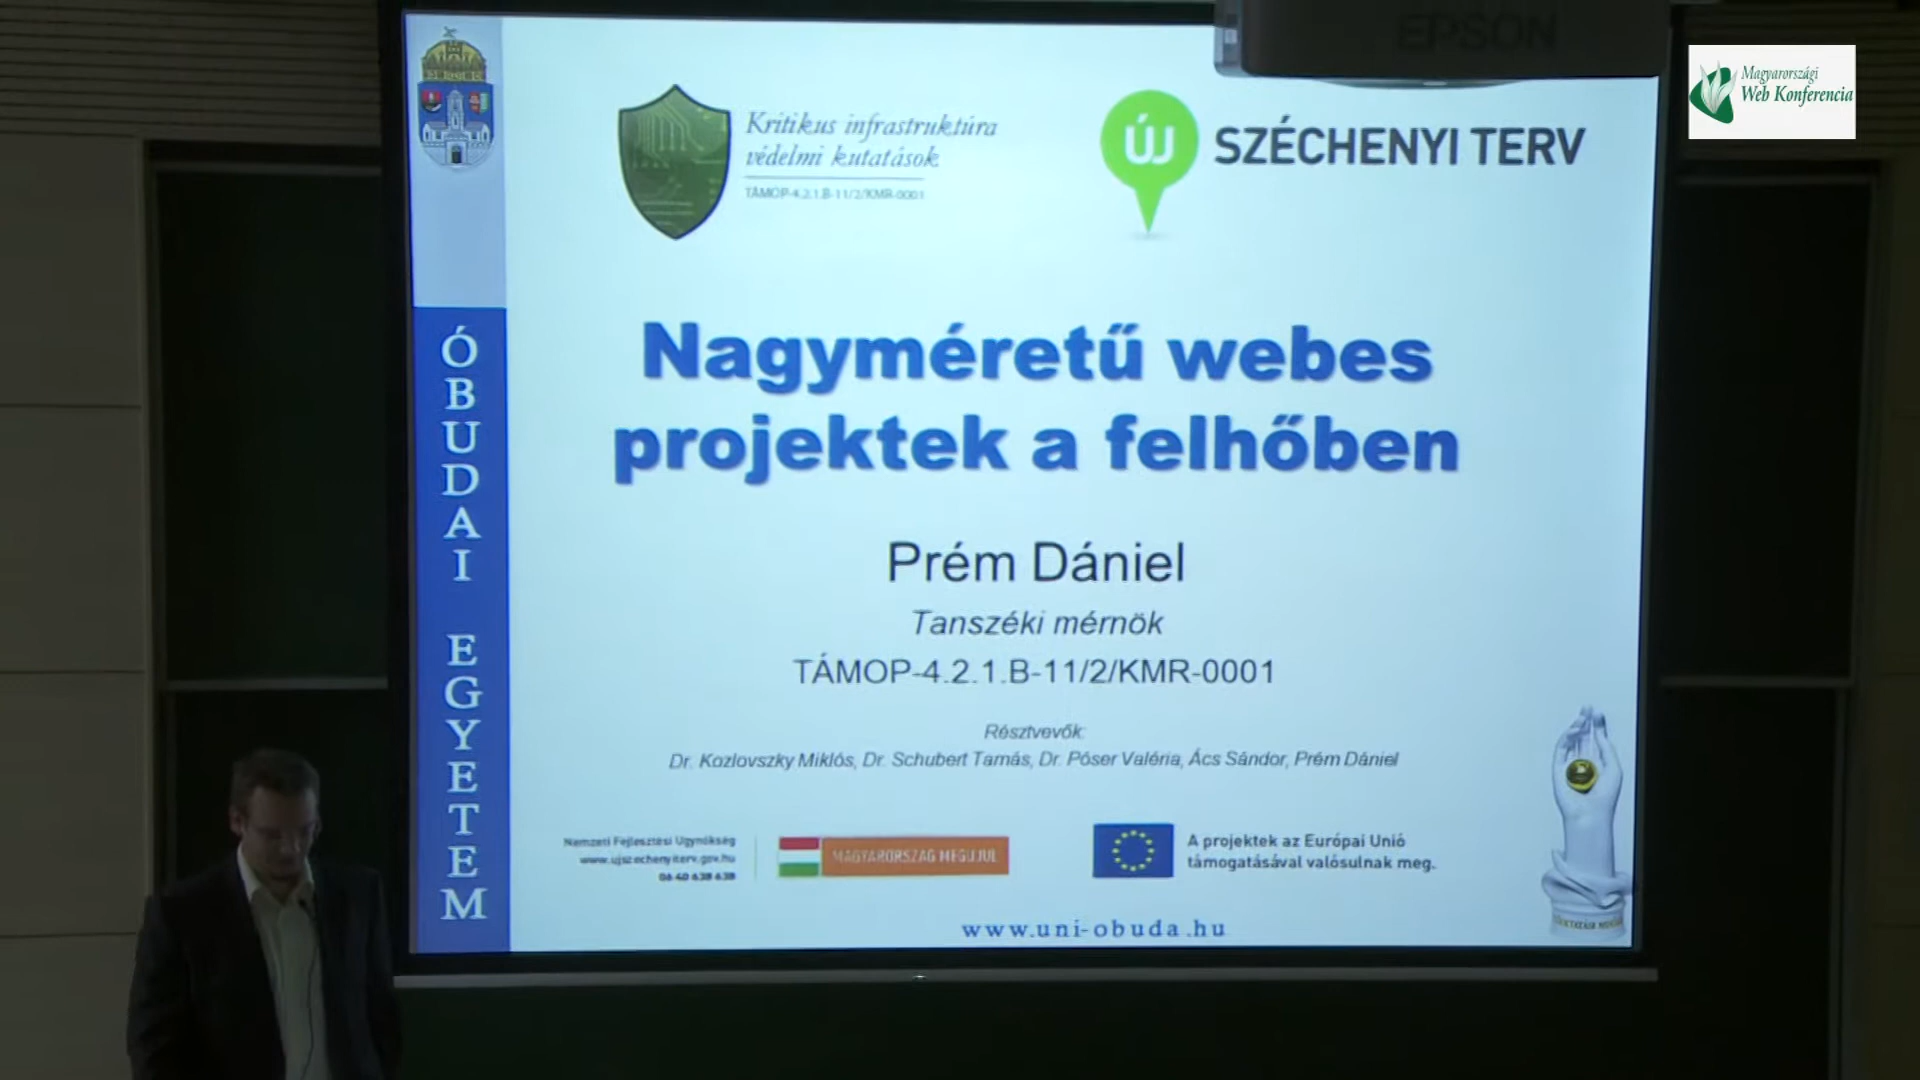 EPSON
Magyarországi
Web Konferencia
Kritikus infrastruktúra
védelmi kutatások
TÁMOP-4.2.1.B-11/2/KMR-0001
ÚJ SZÉCHENYI TERV
ÓBUDAI EGYETEM
Nagyméretű webes
projektek a felhőben
Prém Dániel
Tanszéki mérnök
TÁMOP-4.2.1.B-11/2/KMR-0001
Résztvevők:
Dr. Kozlovszky Miklós, Dr. Schubert Tamás, Dr. Póser Valéria, Ács Sándor, Prém Dániel
Nemzeti Fejlesztési Ügynökség
www.ujszechenyiterv.gov.hu
06 40 638 638
MAGYARORSZÁG MEGÚJUL
A projektek az Európai Unió
támogatásával valósulnak meg.
www.uni-obuda.hu